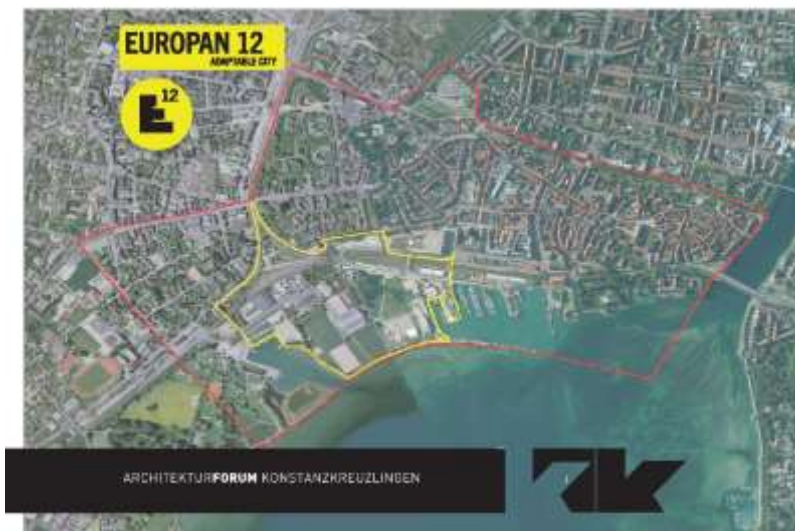 EUROPAN 12
ADAPTABLE CITY
E 12
ARCHITEKTURFORUM KONSTANZKREUZLINGEN